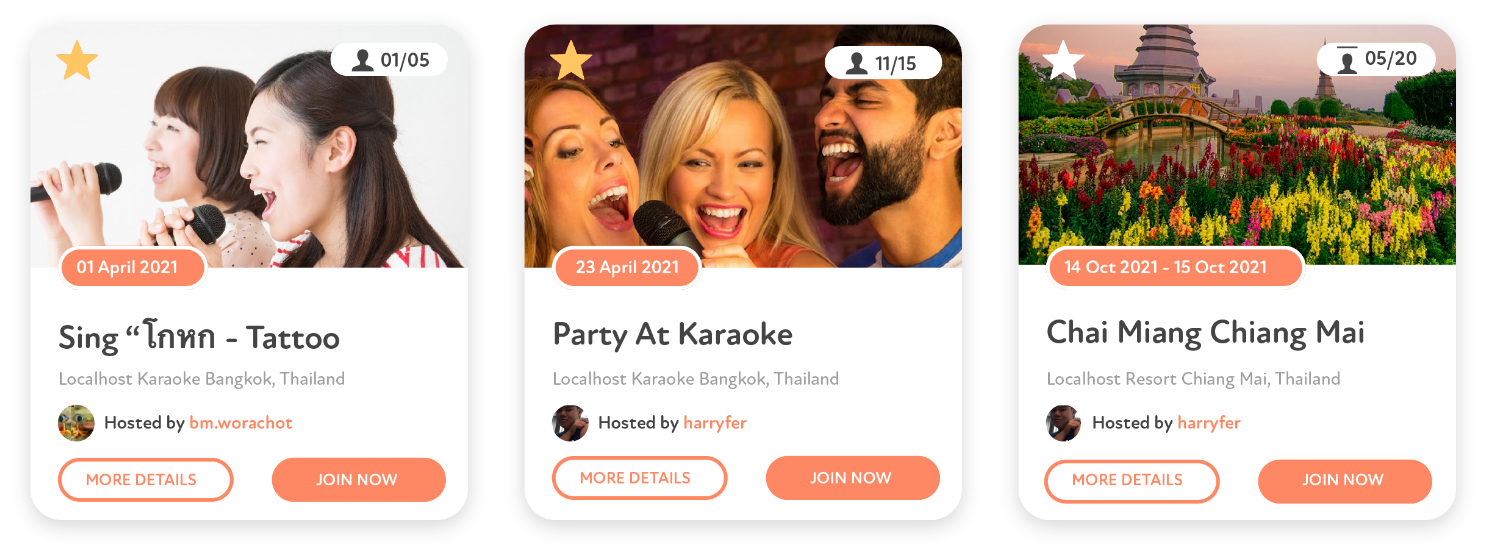 01/05
01 April 2021
Sing “โกหก - Tattoo
Localhost Karaoke Bangkok, Thailand
Hosted by bm.worachot
MORE DETAILS
JOIN NOW
11/15
23 April 2021
Party At Karaoke
Localhost Karaoke Bangkok, Thailand
Hosted by harryfer
MORE DETAILS
JOIN NOW
05/20
14 Oct 2021 - 15 Oct 2021
Chai Miang Chiang Mai
Localhost Resort Chiang Mai, Thailand
Hosted by harryfer
MORE DETAILS
JOIN NOW